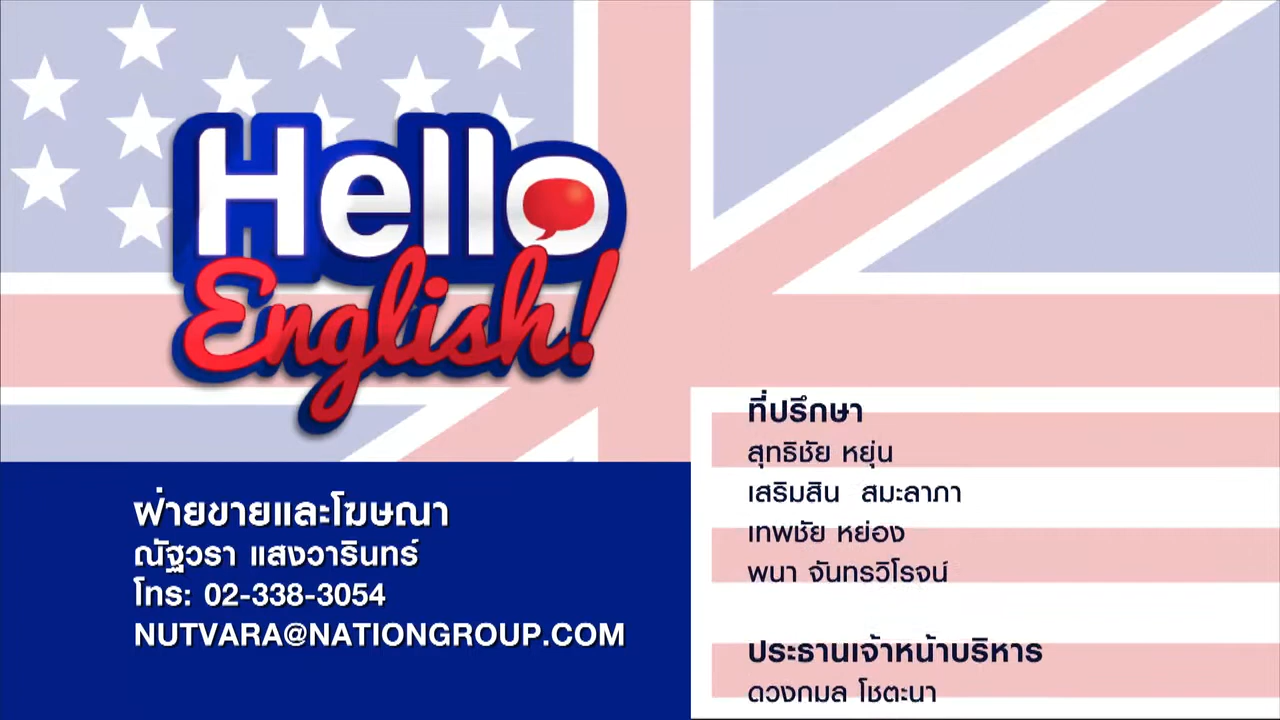 Hello
English!
ฝ่ายขายและโฆษณา
ณัฐวรา แสงวารินทร์
โทร: 02-338-3054
NUTVARA@NATIONGROUP.COM
ที่ปรึกษา
สุทธิชัย หยุ่น
เสริมสิน สมะลาภา
เทพชัย หย่อง
พนา จันทรวิโรจน์
ประธานเจ้าหน้าบริหาร
ดวงกมล โชตะนา